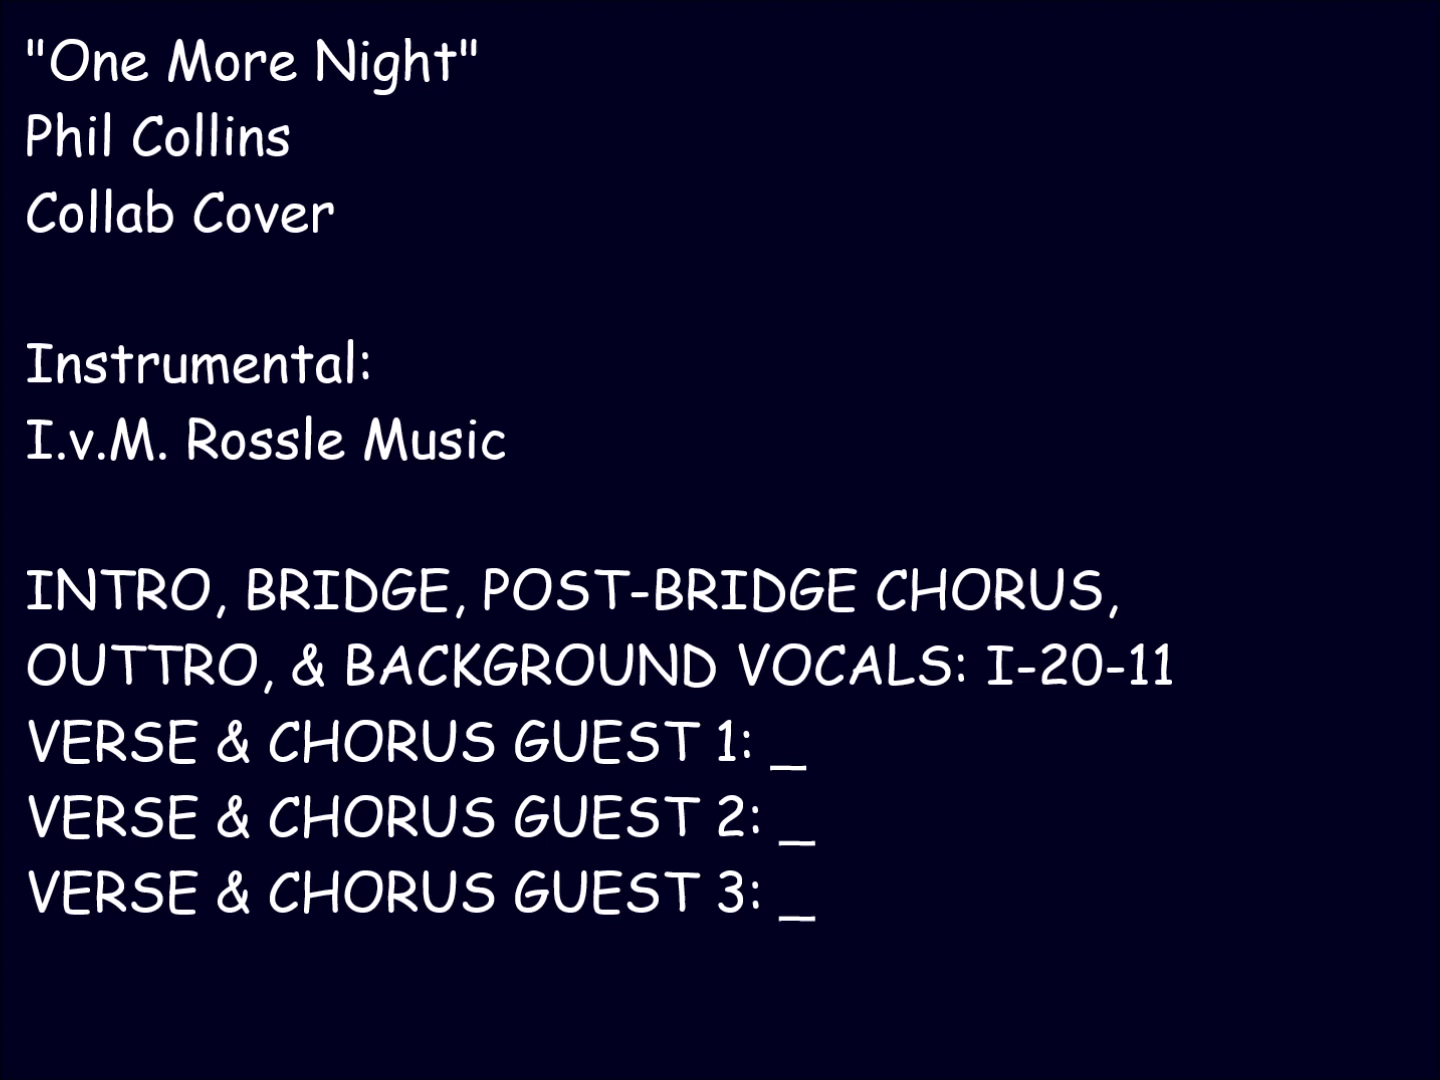 "One More Night"
Phil Collins
Collab Cover
Instrumental:
I.v.M. Rossle Music
INTRO, BRIDGE, POST-BRIDGE CHORUS,
OUTTRO, & BACKGROUND VOCALS: I-20-11
VERSE & CHORUS GUEST 1: _
VERSE & CHORUS GUEST 2: _
VERSE & CHORUS GUEST 3: _